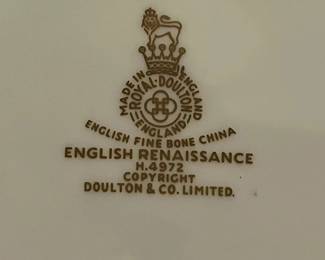 MADE IN ENGLAND
ROYAL·DOULTON
ENGLAND
ENGLISH FINE BONE CHINA
ENGLISH RENAISSANCE
H.4972
COPYRIGHT
DOULTON & CO. LIMITED.